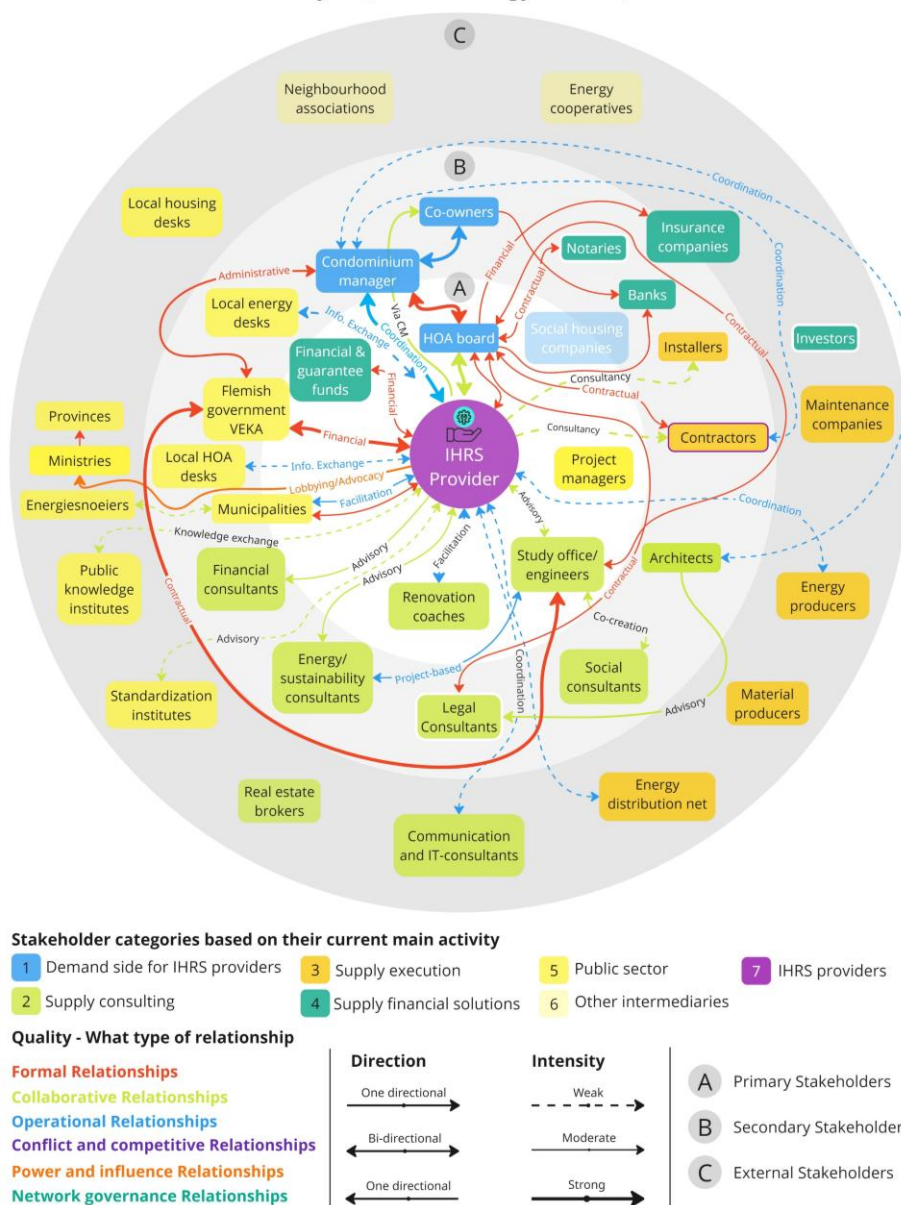 C
Neighbourhood
associations
Energy
cooperatives
B
Coordination
Local housing
desks
Co-owners
Insurance
companies
Notaries
Condominium
manager
Financial
Administrative
Coordination
A
Banks
Contractual
Local energy
desks
Info. Exchange
Via CM
Coordination
HOA board
Social housing
companies
Contractual
Installers
Investors
Financial &
guarantee
funds
Financial
Consultancy
Contractual
Flemish
government
VEKA
Maintenance
companies
Provinces
Financial
IHRS
Provider
Consultancy
Contractors
Ministries
Local HOA
desks
Info. Exchange
Project
managers
Lobbying/Advocacy
Energiesnoeiers
Municipalities
Facilitation
Coordination
Knowledge exchange
Advisory
Advisory
Facilitation
Study office/
engineers
Architects
Public
knowledge
institutes
Financial
consultants
Advisory
Contractual
Energy
producers
Renovation
coaches
Contractual
Co-creation
Advisory
Energy/
sustainability
consultants
Project-based
Coordination
Social
consultants
Standardization
institutes
Legal
Consultants
Advisory
Material
producers
Real estate
brokers
Energy
distribution net
Communication
and IT-consultants
Stakeholder categories based on their current main activity
1 Demand side for IHRS providers
3 Supply execution
5 Public sector
7 IHRS providers
2 Supply consulting
4 Supply financial solutions
6 Other intermediaries
Quality - What type of relationship
Formal Relationships
Collaborative Relationships
Operational Relationships
Conflict and competitive Relationships
Power and influence Relationships
Network governance Relationships
Direction
One directional
Bi-directional
One directional
Intensity
Weak
Moderate
Strong
A Primary Stakeholders
B Secondary Stakeholder
C External Stakeholders